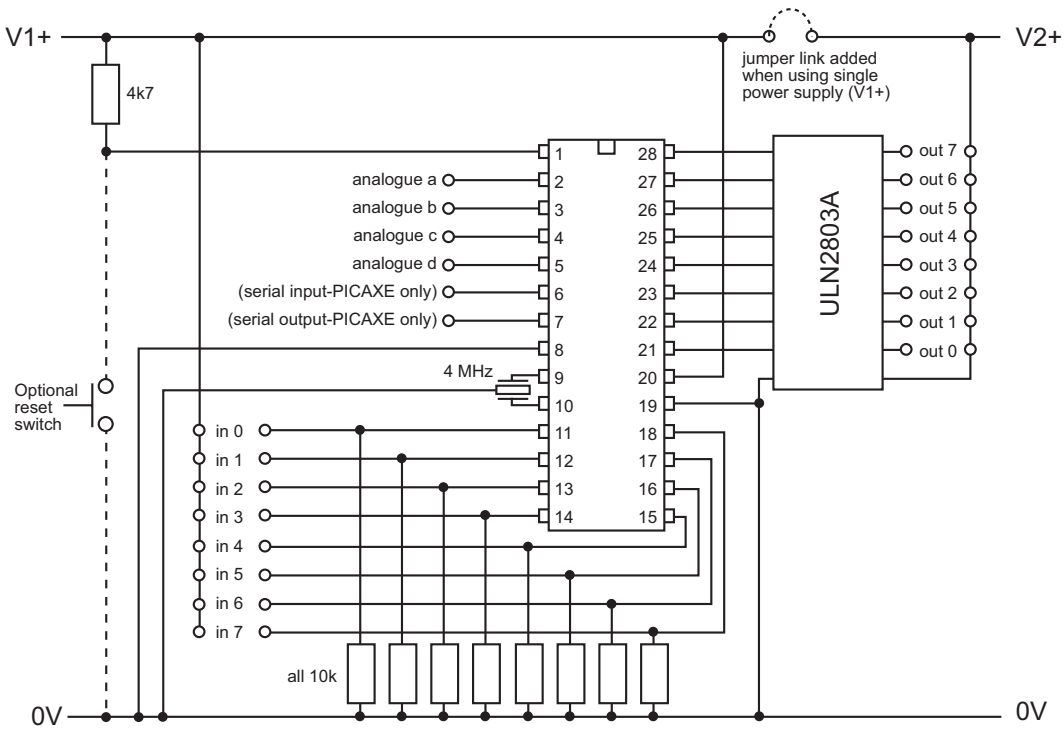 V1+
V2+
jumper link added
when using single
power supply (V1+)
4k7
1
28
out 7
analogue a
2
27
out 6
analogue b
3
26
out 5
analogue c
4
25
out 4
analogue d
5
24
out 3
(serial input-PICAXE only)
6
23
out 2
(serial output-PICAXE only)
7
22
out 1
8
21
out 0
ULN2803A
4 MHz
9
20
10
19
Optional
reset
switch
in 0
11
18
in 1
12
17
in 2
13
16
in 3
14
15
in 4
in 5
in 6
in 7
all 10k
0V
0V